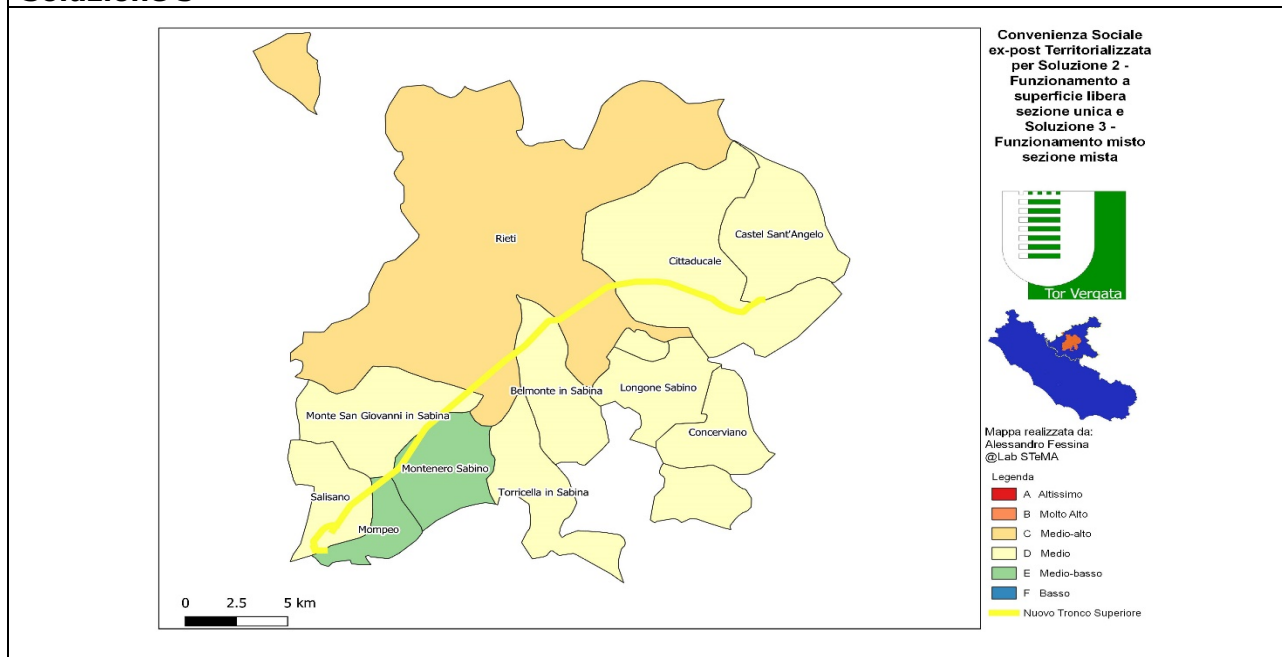 Soluzione 3
Convenienza Sociale
ex-post Territorializzata
per Soluzione 2 -
Funzionamento a
superficie libera
sezione unica e
Soluzione 3 -
Funzionamento misto
sezione mista
Rieti
Castel Sant'Angelo
Cittaducale
Tor Vergata
Belmonte in Sabina
Longone Sabino
Monte San Giovanni in Sabina
Concerviano
Montenero Sabino
Salisano
Torricella in Sabina
Mompeo
Mappa realizzata da:
Alessandro Fessina
@Lab STeMA
Legenda
A Altissimo
B Molto Alto
C Medio-alto
D Medio
E Medio-basso
F Basso
Nuovo Tronco Superiore
0 2.5 5 km